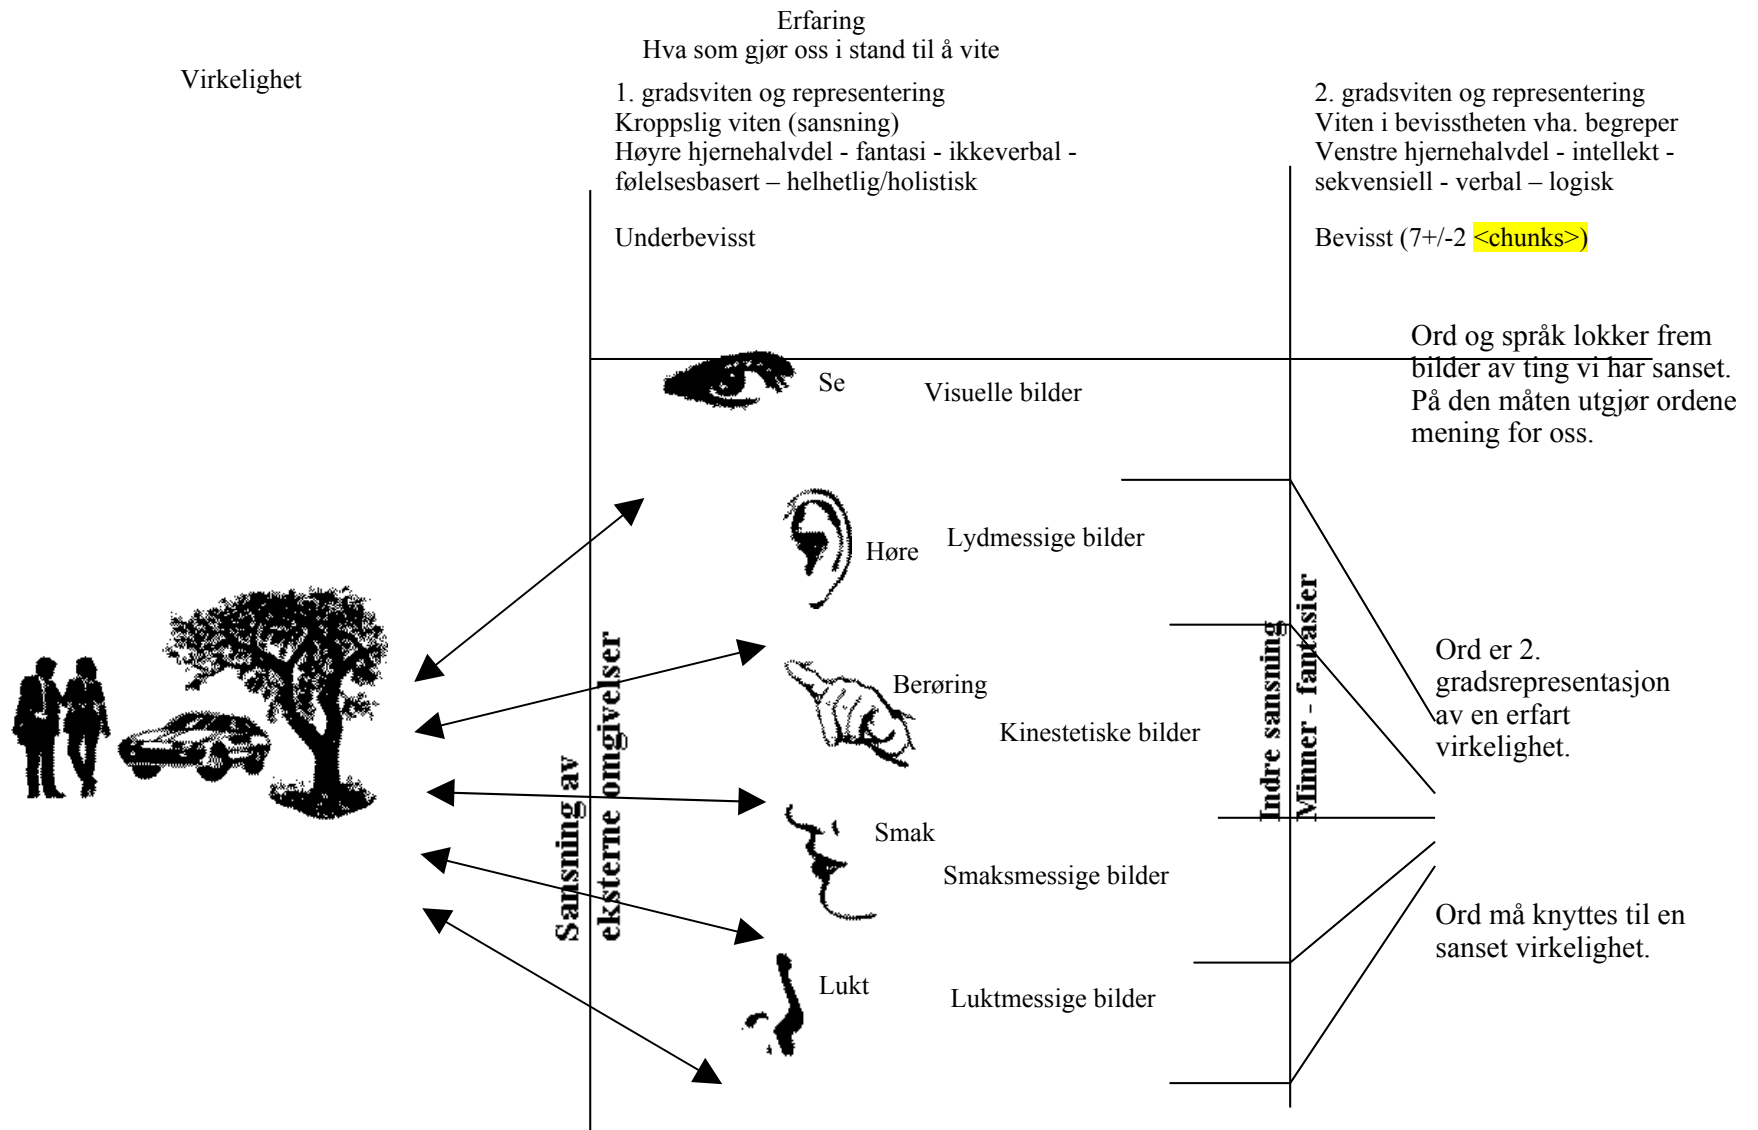 Erfaring
Hva som gjør oss i stand til å vite
Virkelighet
1. gradsviten og representering
Kroppslig viten (sansning)
Høyre hjernehalvdel - fantasi - ikkeverbal -
følelsesbasert – helhetlig/holistisk
Underbevisst
2. gradsviten og representering
Viten i bevisstheten vha. begreper
Venstre hjernehalvdel - intellekt -
sekvensiell - verbal – logisk
Bevisst (7+/-2 <chunks>)
Ord og språk lokker frem
bilder av ting vi har sanset.
På den måten utgjør ordene
mening for oss.
Se
Visuelle bilder
Høre
Lydmessige bilder
Berøring
Kinestetiske bilder
Smak
Smaksmessige bilder
Lukt
Luktmessige bilder
Sansning av
eksterne omgivelser
Indre sansning
Minner - fantasier
Ord er 2.
gradsrepresentasjon
av en erfart
virkelighet.
Ord må knyttes til en
sanset virkelighet.